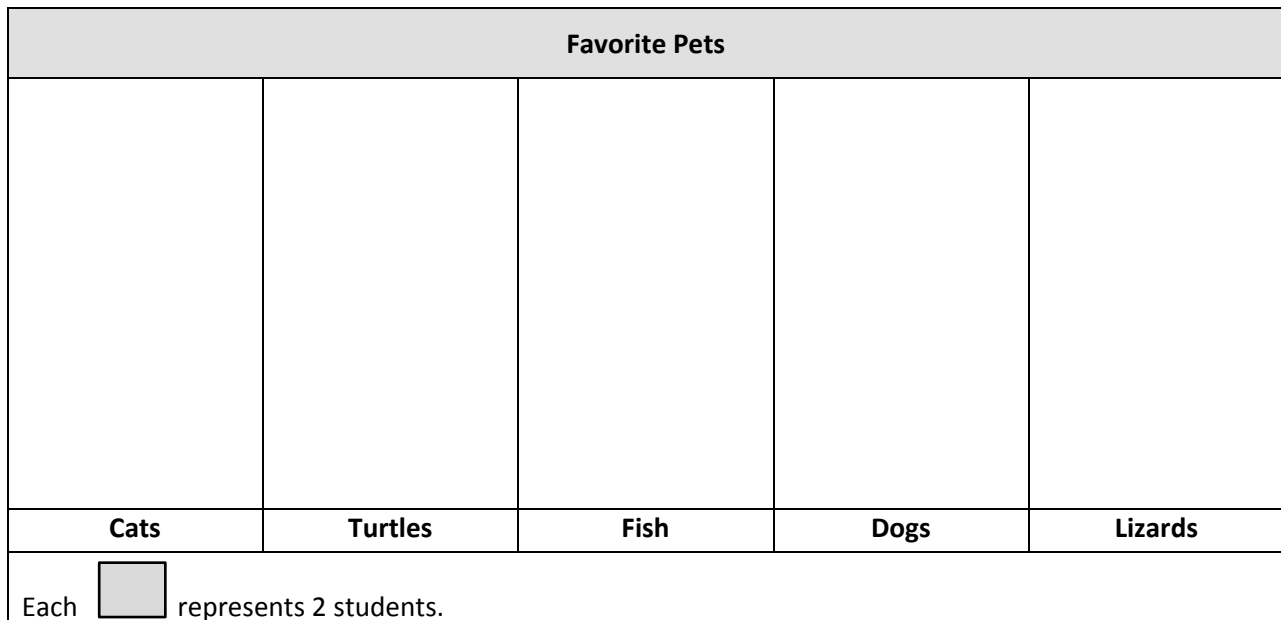 Favorite Pets
Cats Turtles Fish Dogs Lizards
Each represents 2 students.